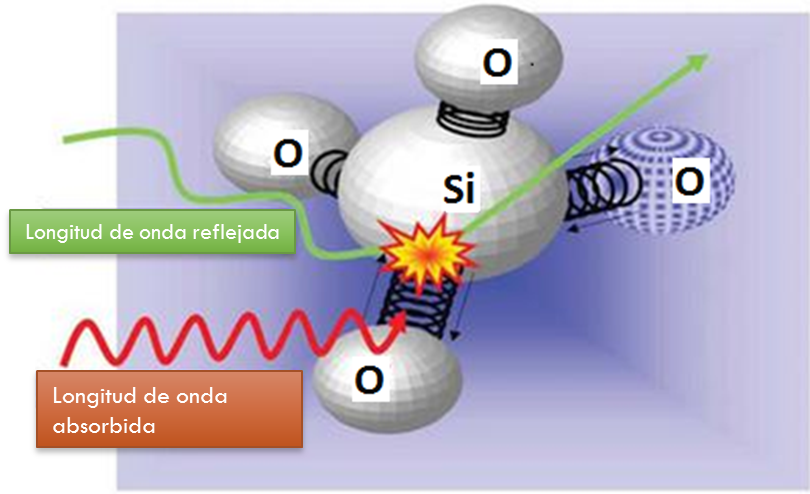 O
O
Si
O
Longitud de onda reflejada
O
Longitud de onda
absorbida